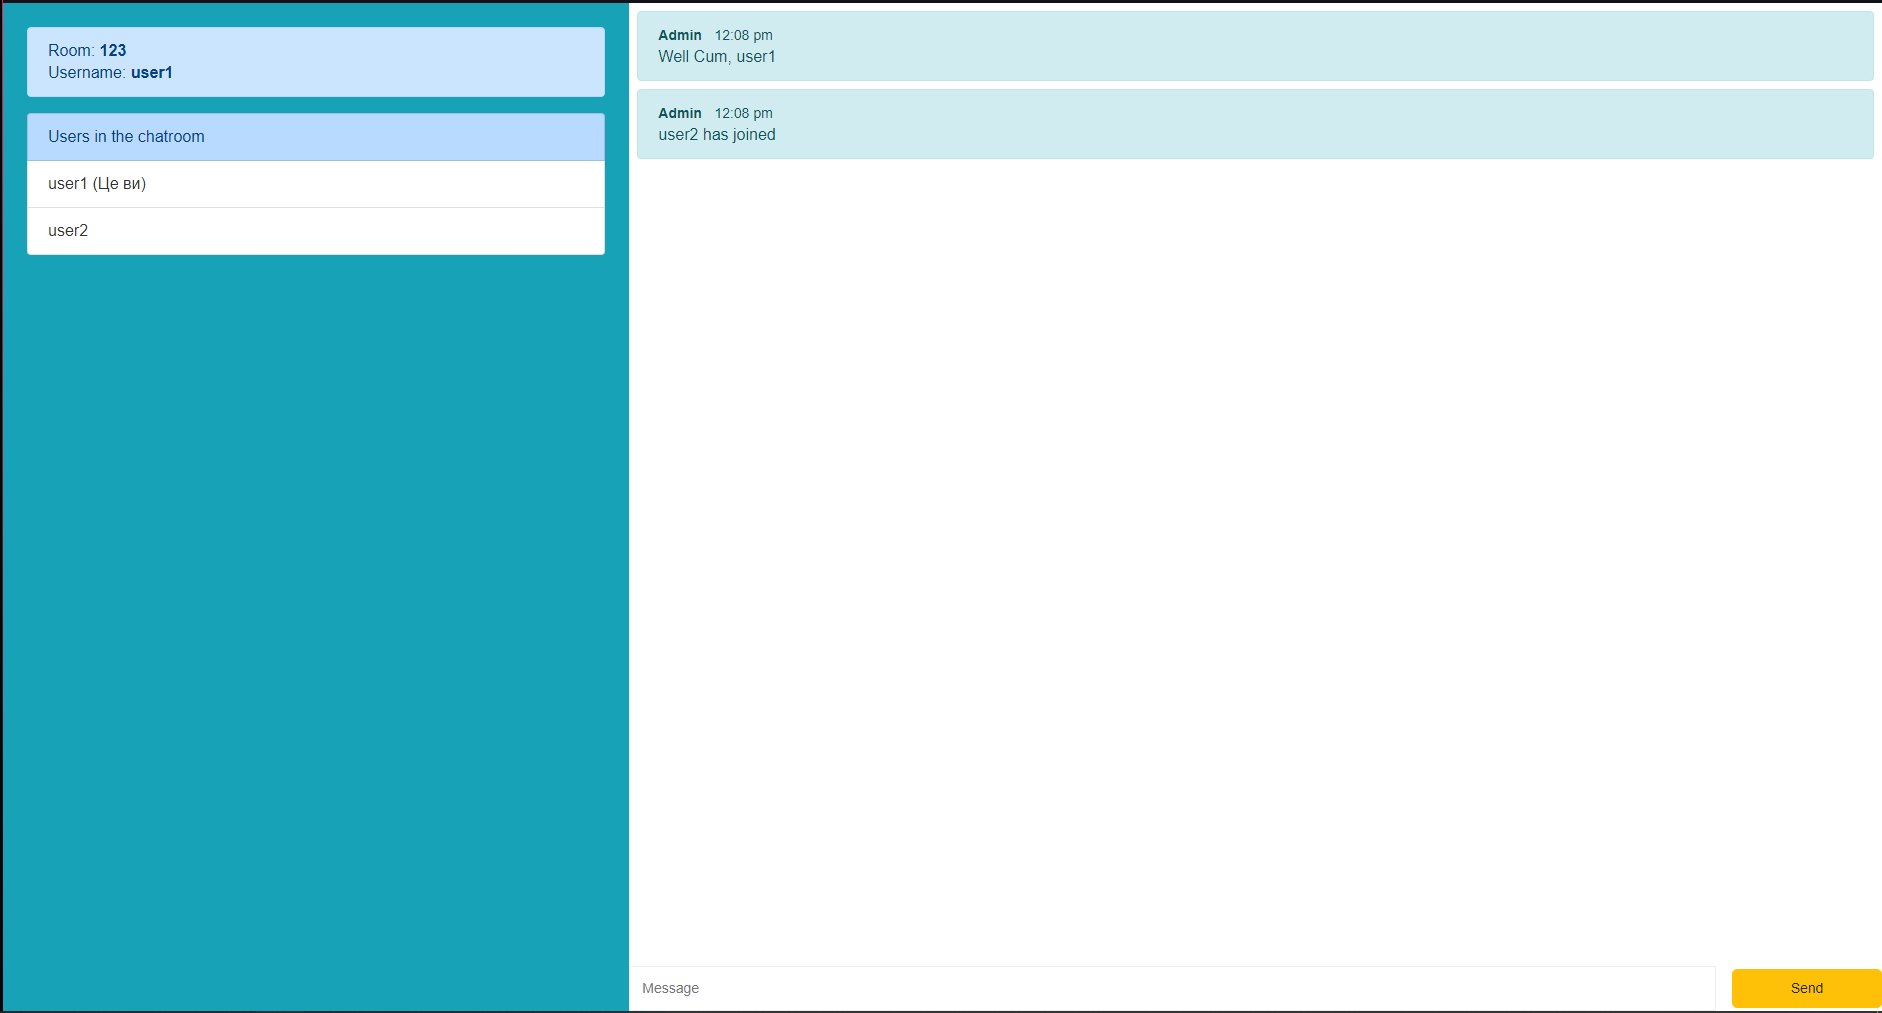 Room: 123
Username: user1
Users in the chatroom
user1 (Це ви)
user2
Admin 12:08 pm
Well Cum, user1
Admin 12:08 pm
user2 has joined
Message
Send